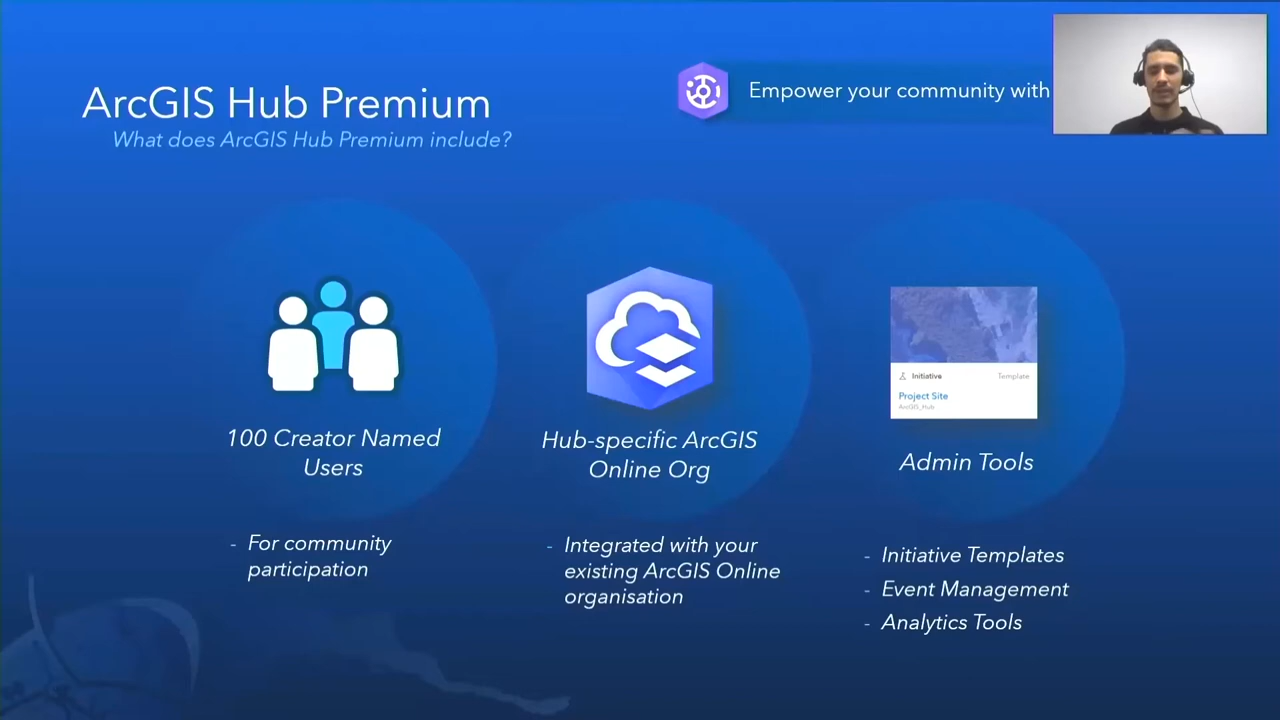 ArcGIS Hub Premium
What does ArcGIS Hub Premium include?
Empower your community with
100 Creator Named
Users
- For community
participation
Hub-specific ArcGIS
Online Org
- Integrated with your
existing ArcGIS Online
organisation
Initiative Template
Project Site
ArcGIS_Hub
Admin Tools
- Initiative Templates
- Event Management
- Analytics Tools